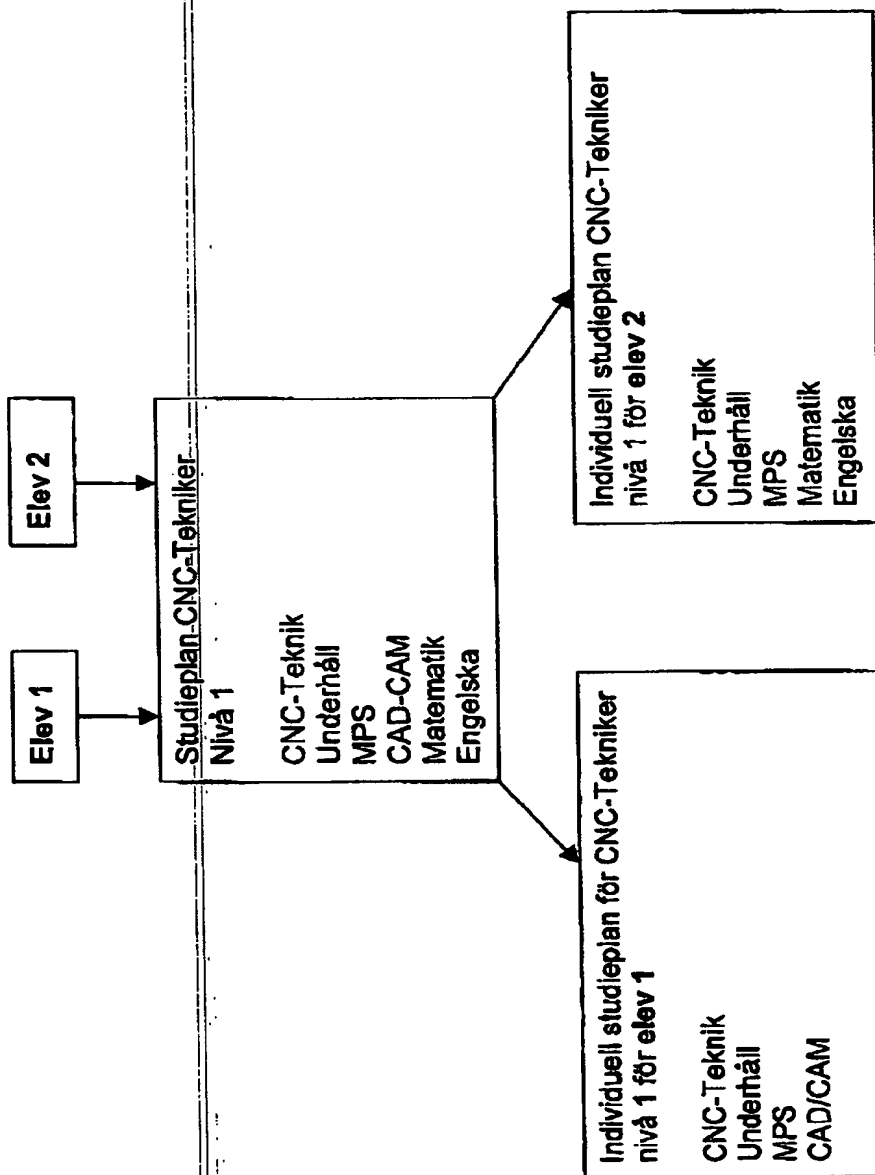 Elev 1
Elev 2
Studieplan CNC-Tekniker
Nivå 1
CNC-Teknik
Underhåll
MPS
CAD-CAM
Matematik
Engelska
Individuell studieplan för CNC-Tekniker
nivå 1 för elev 1
CNC-Teknik
Underhåll
MPS
CAD/CAM
Individuell studieplan CNC-Tekniker
nivå 1 för elev 2
CNC-Teknik
Underhåll
MPS
Matematik
Engelska